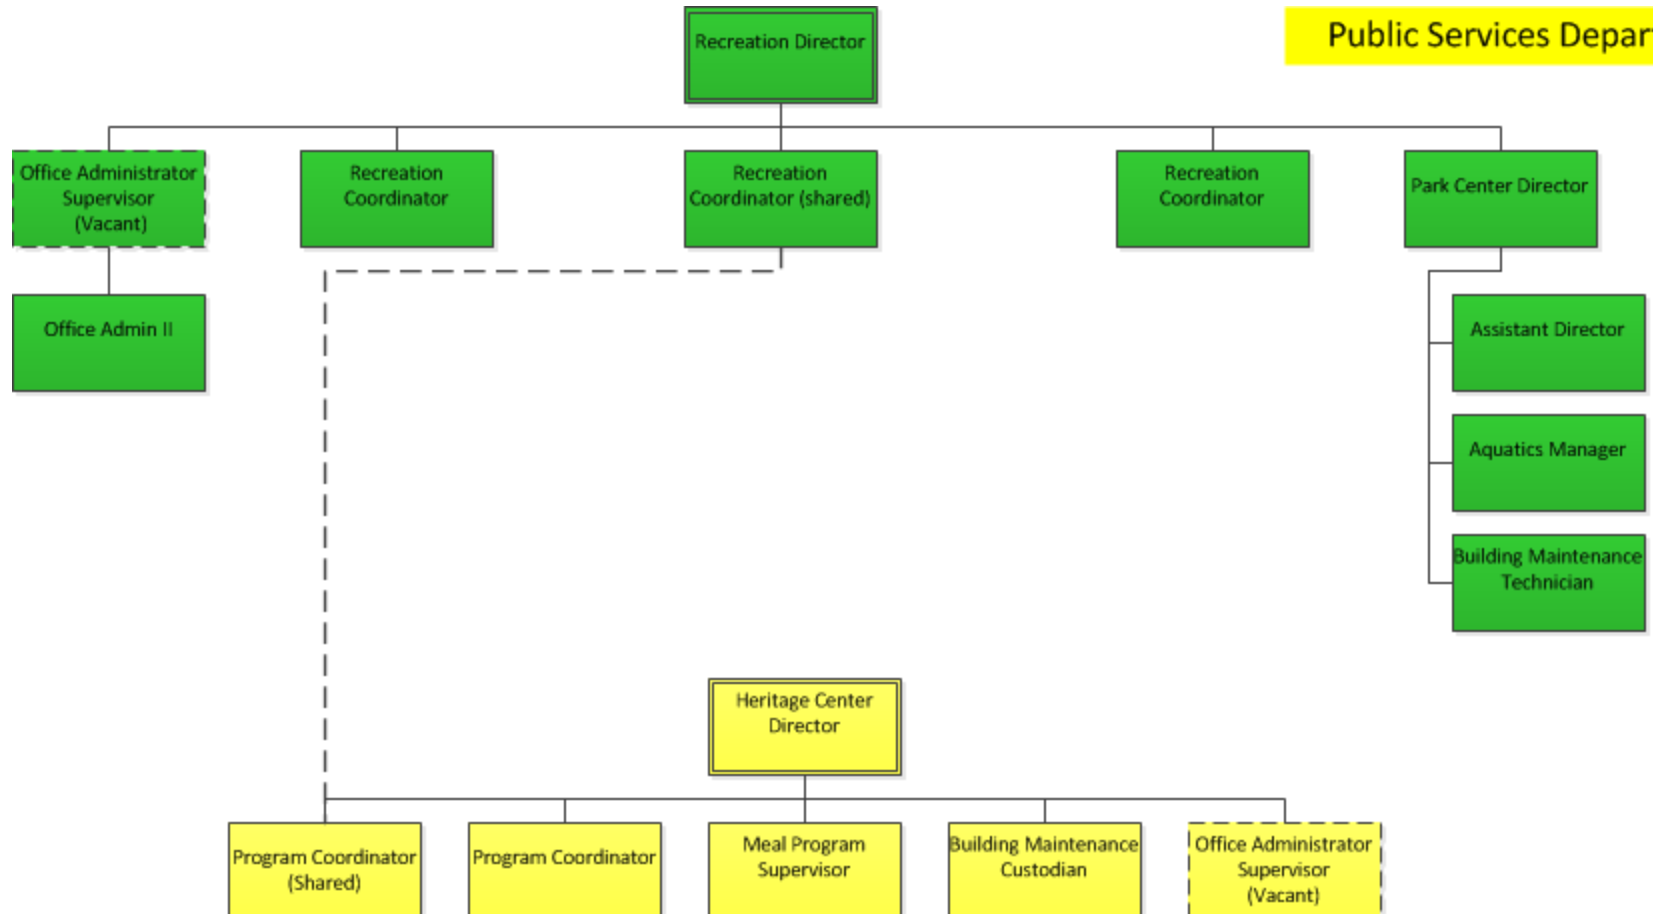 Recreation Director
Public Services Depar
Office Administrator
Supervisor
(Vacant)
Recreation
Coordinator
Recreation
Coordinator (shared)
Recreation
Coordinator
Park Center Director
Office Admin II
Assistant Director
Aquatics Manager
Building Maintenance
Technician
Heritage Center
Director
Program Coordinator
(Shared)
Program Coordinator
Meal Program
Supervisor
Building Maintenance
Custodian
Office Administrator
Supervisor
(Vacant)